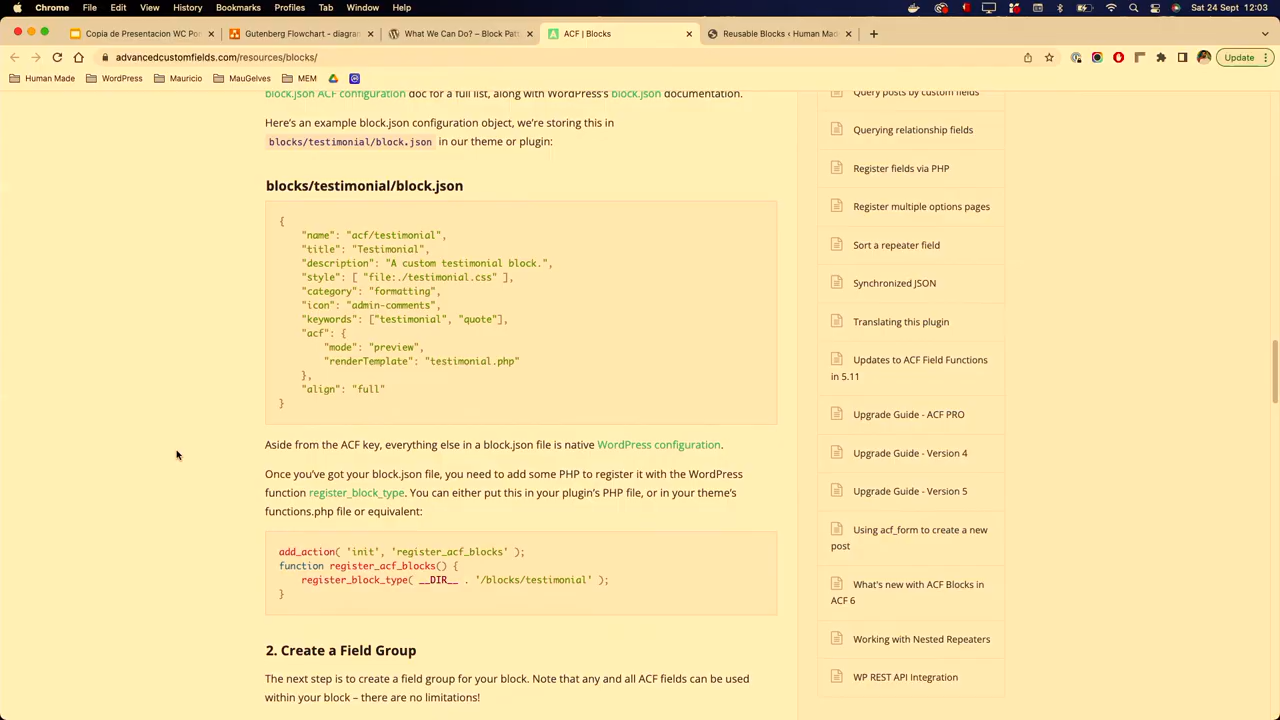 Chrome File Edit View History Bookmarks Profiles Tab Window Help Sat 24 Sept 12:03
Copia de Presentacion WC Por
Gutenberg Flowchart - diagran
What We Can Do? – Block Patt
ACF | Blocks
Reusable Blocks ‹ Human Mad
advancedcustomfields.com/resources/blocks/
Update
Human Made WordPress Mauricio MauGelves MEM
block.json ACF configuration doc for a full list, along with WordPress's block.json documentation.
Here's an example block.json configuration object, we're storing this in
blocks/testimonial/block.json in our theme or plugin:
blocks/testimonial/block.json
{
"name": "acf/testimonial",
"title": "Testimonial",
"description": "A custom testimonial block.",
"style": [ "file:./testimonial.css" ],
"category": "formatting",
"icon": "admin-comments",
"keywords": ["testimonial", "quote"],
"acf": {
"mode": "preview",
"renderTemplate": "testimonial.php"
},
"align": "full"
}
Aside from the ACF key, everything else in a block.json file is native WordPress configuration.
Once you've got your block.json file, you need to add some PHP to register it with the WordPress
function register_block_type. You can either put this in your plugin's PHP file, or in your theme's
functions.php file or equivalent:
add_action( 'init', 'register_acf_blocks' );
function register_acf_blocks() {
register_block_type( __DIR__ . '/blocks/testimonial' );
}
2. Create a Field Group
The next step is to create a field group for your block. Note that any and all ACF fields can be used
within your block – there are no limitations!
Query posts by custom fields
Querying relationship fields
Register fields via PHP
Register multiple options pages
Sort a repeater field
Synchronized JSON
Translating this plugin
Updates to ACF Field Functions
in 5.11
Upgrade Guide - ACF PRO
Upgrade Guide - Version 4
Upgrade Guide - Version 5
Using acf_form to create a new
post
What's new with ACF Blocks in
ACF 6
Working with Nested Repeaters
WP REST API Integration